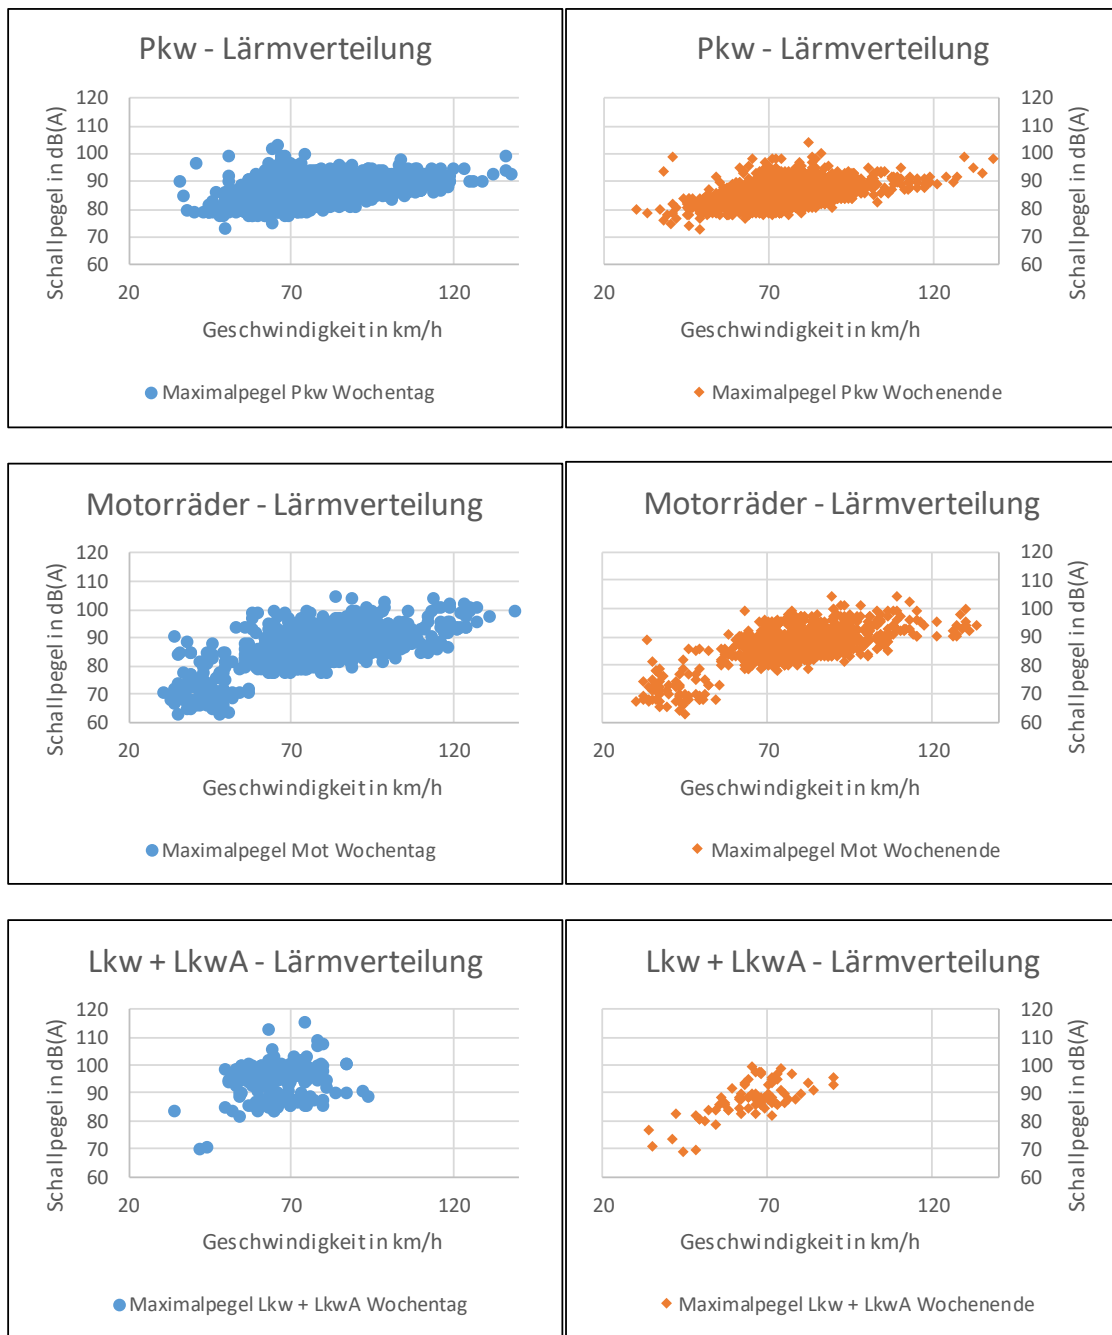 Pkw - Lärmverteilung
120
110
100
90
80
70
60
20
70
120
Schallpegel in dB(A)
Geschwindigkeit in km/h
Maximalpegel Pkw Wochentag
Pkw - Lärmverteilung
120
110
100
90
80
70
60
20
70
120
Schallpegel in dB(A)
Geschwindigkeit in km/h
Maximalpegel Pkw Wochenende
Motorräder - Lärmverteilung
120
110
100
90
80
70
60
20
70
120
Schallpegel in dB(A)
Geschwindigkeit in km/h
Maximalpegel Mot Wochentag
Motorräder - Lärmverteilung
120
110
100
90
80
70
60
20
70
120
Schallpegel in dB(A)
Geschwindigkeit in km/h
Maximalpegel Mot Wochenende
Lkw + LkwA - Lärmverteilung
120
110
100
90
80
70
60
20
70
120
Schallpegel in dB(A)
Geschwindigkeit in km/h
Maximalpegel Lkw + LkwA Wochentag
Lkw + LkwA - Lärmverteilung
120
110
100
90
80
70
60
20
70
120
Schallpegel in dB(A)
Geschwindigkeit in km/h
Maximalpegel Lkw + LkwA Wochenende